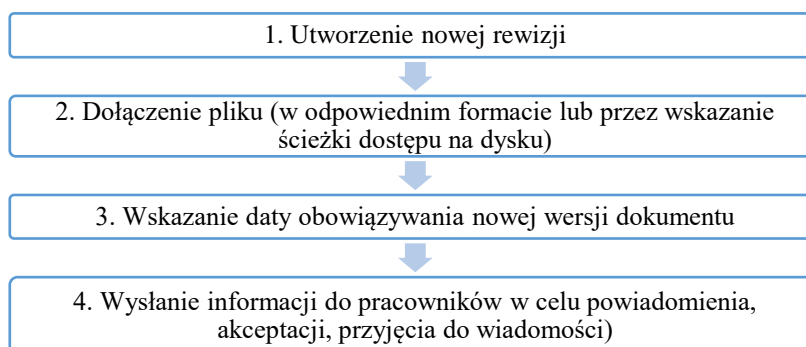 1. Utworzenie nowej rewizji
2. Dołączenie pliku (w odpowiednim formacie lub przez wskazanie
ścieżki dostępu na dysku)
3. Wskazanie daty obowiązywania nowej wersji dokumentu
4. Wysłanie informacji do pracowników w celu powiadomienia,
akceptacji, przyjęcia do wiadomości)